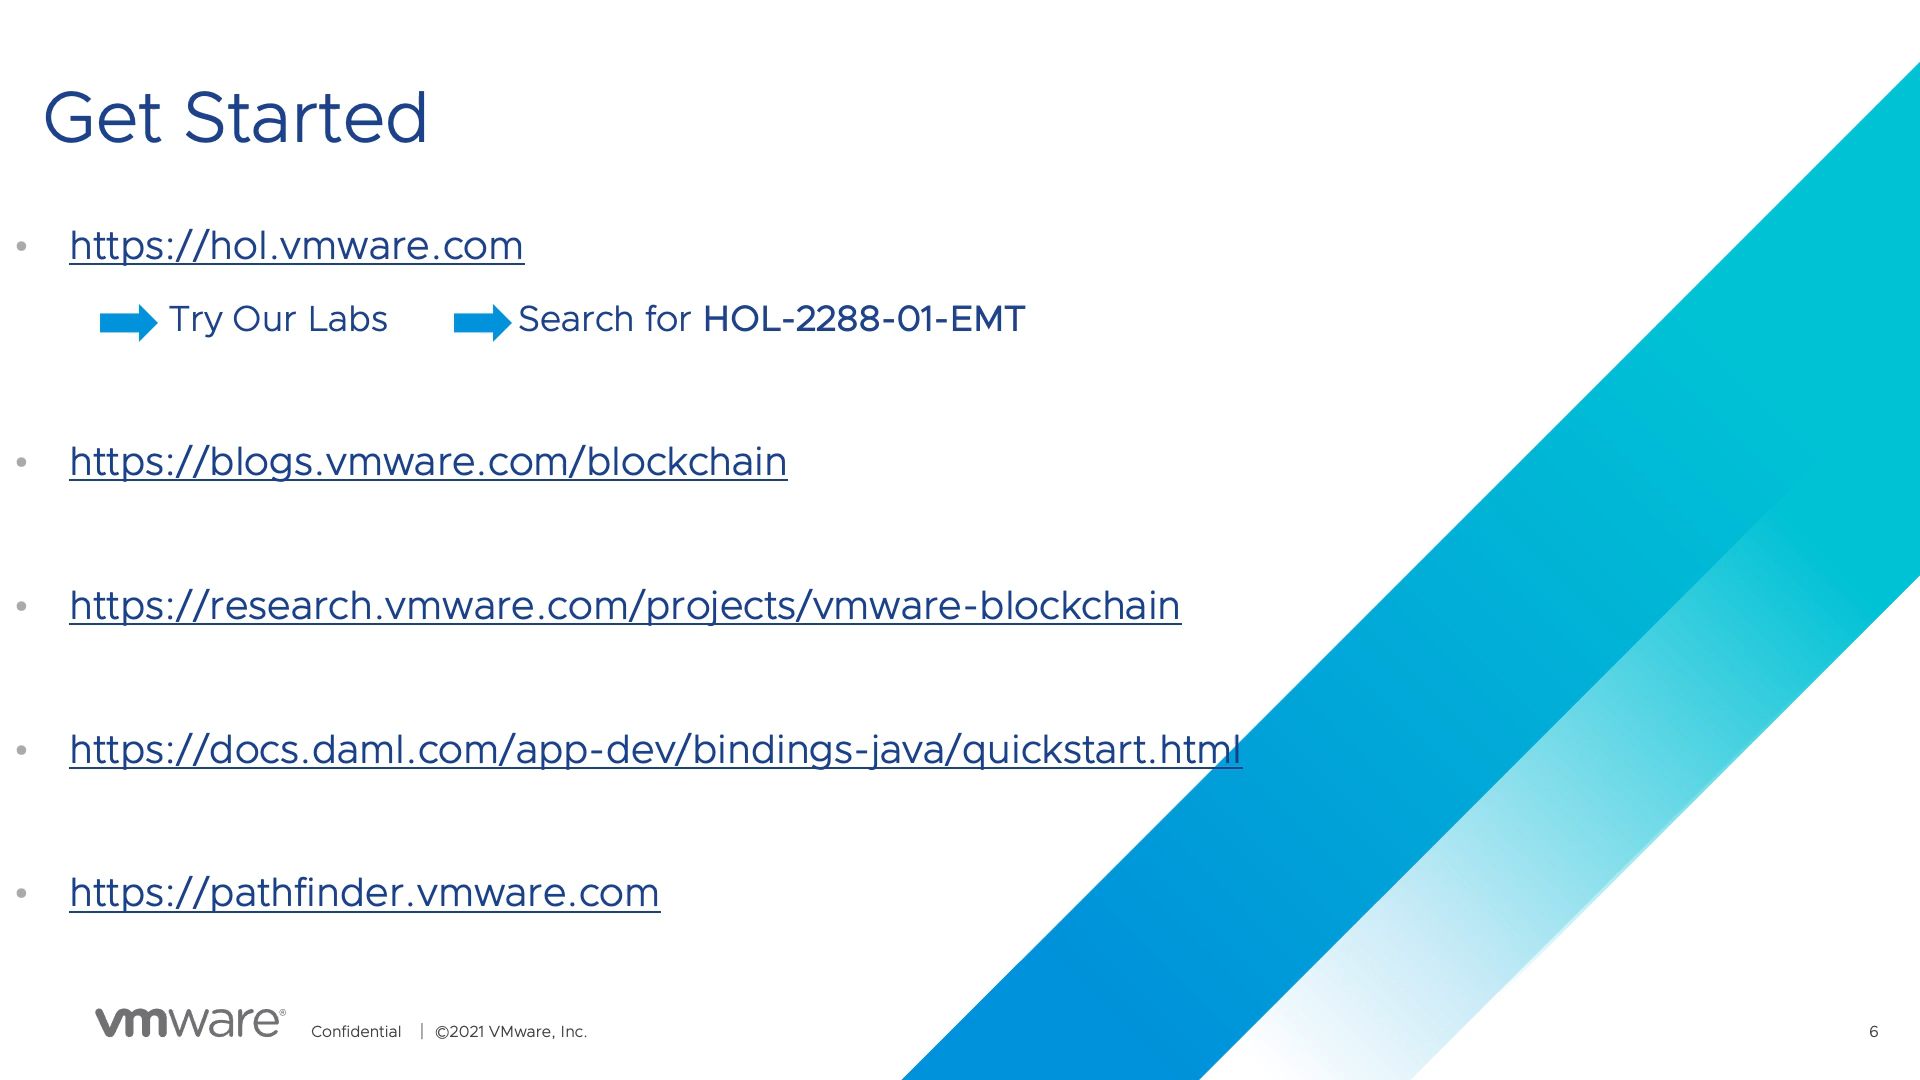 Get Started
• https://hol.vmware.com
Try Our Labs Search for HOL-2288-01-EMT
• https://blogs.vmware.com/blockchain
• https://research.vmware.com/projects/vmware-blockchain
• https://docs.daml.com/app-dev/bindings-java/quickstart.html
• https://pathfinder.vmware.com
vmware® Confidential | ©2021 VMware, Inc. 6